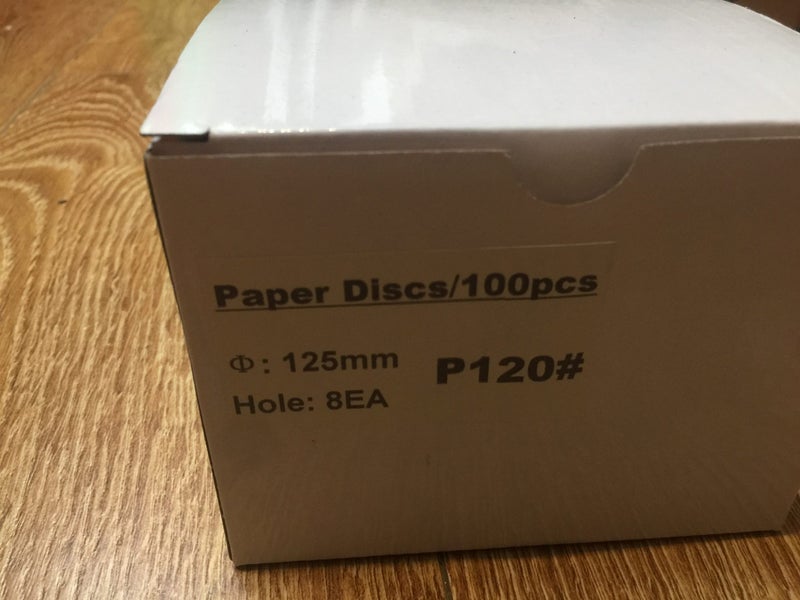 Paper Discs/100pcs
Φ: 125mm P120#
Hole: 8EA